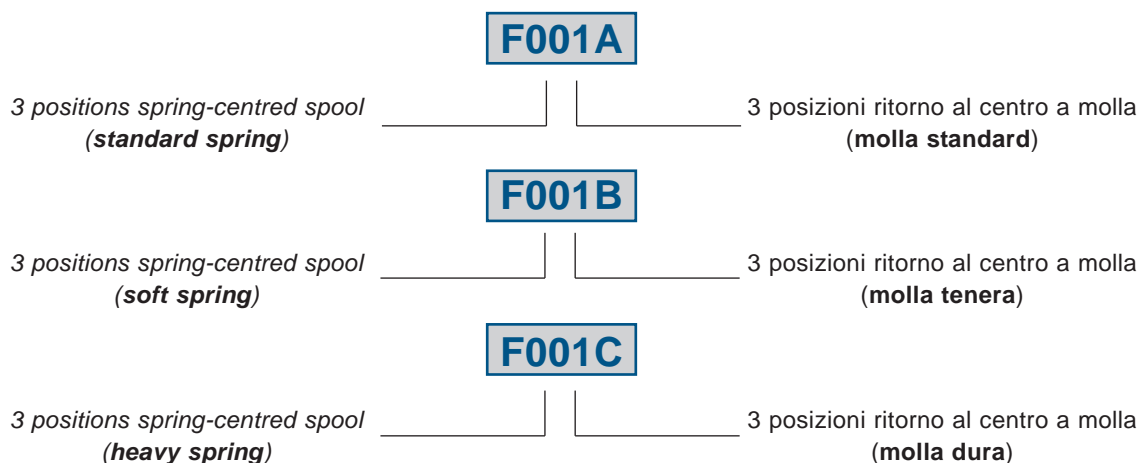 F001A
3 positions spring-centred spool
(standard spring)
3 posizioni ritorno al centro a molla
(molla standard)
F001B
3 positions spring-centred spool
(soft spring)
3 posizioni ritorno al centro a molla
(molla tenera)
F001C
3 positions spring-centred spool
(heavy spring)
3 posizioni ritorno al centro a molla
(molla dura)